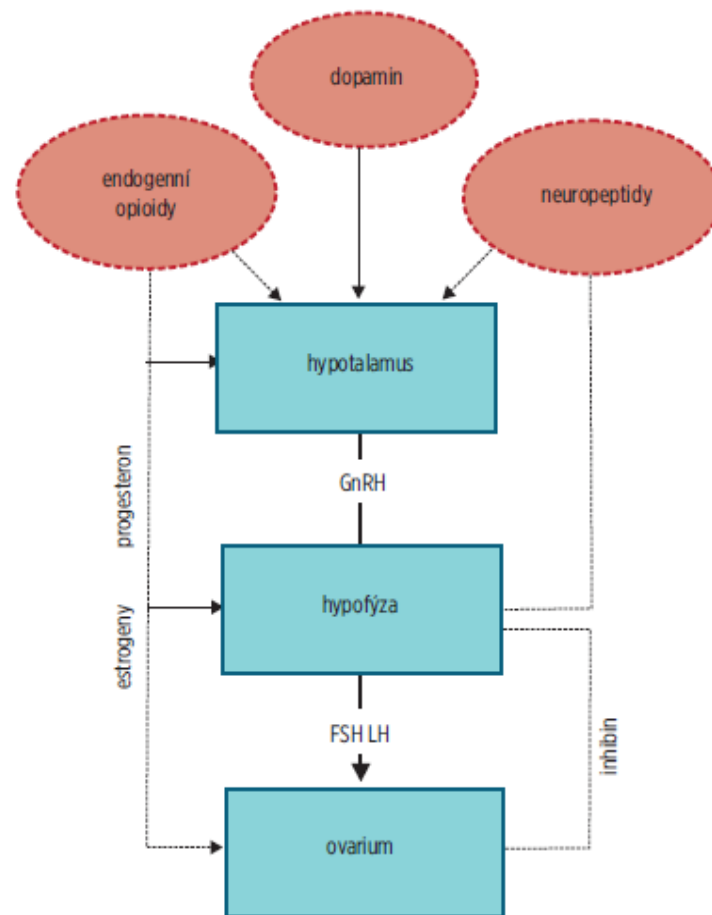 dopamin
endogenní
opioidy
neuropeptidy
hypotalamus
progesteron
GnRH
hypofýza
estrogeny
FSH LH
inhibin
ovarium